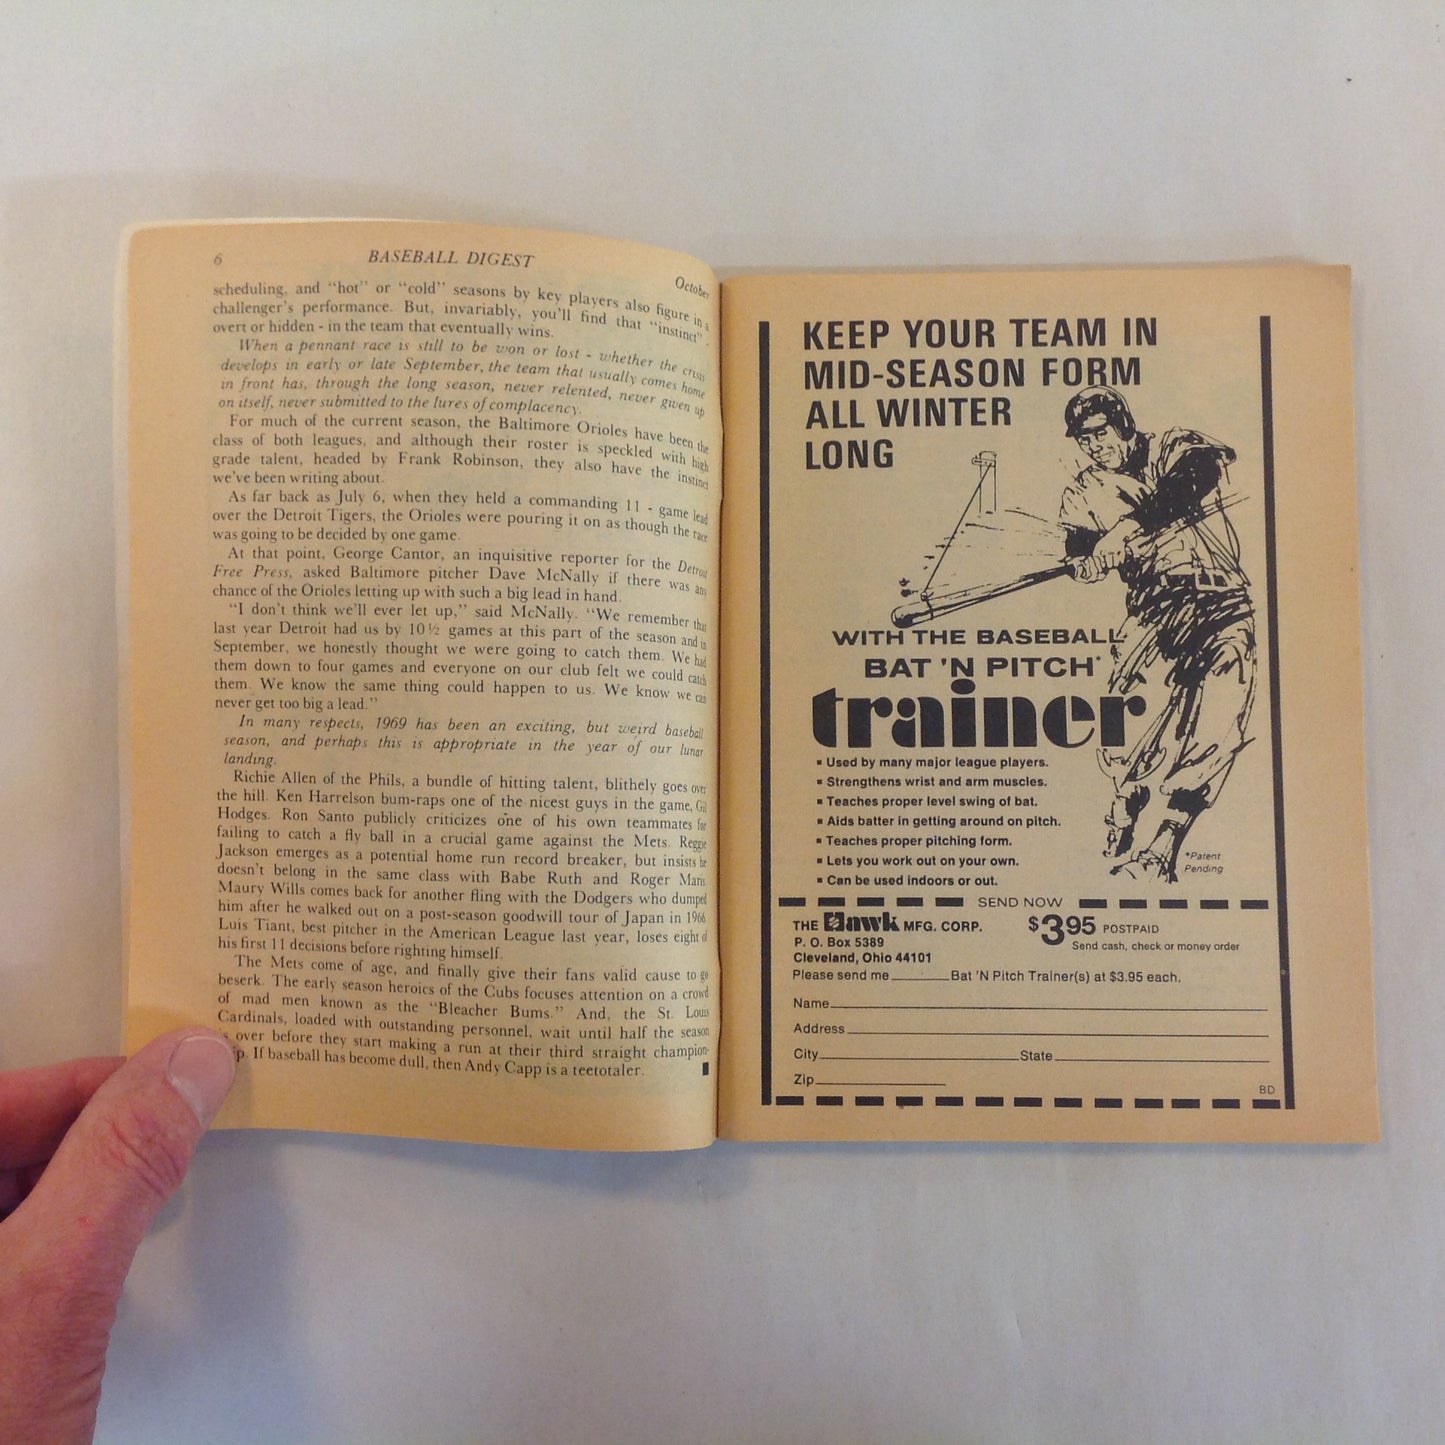 6
BASEBALL DIGEST
October
scheduling, and "hot" or "cold" seasons by key players also figure in a
challenger's performance. But, invariably, you'll find that "instinct" -
overt or hidden - in the team that eventually wins.
When a pennant race is still to be won or lost - whether the crisis
develops in early or late September, the team that usually comes home
in front has, through the long season, never relented, never given up
on itself, never submitted to the lures of complacency.
For much of the current season, the Baltimore Orioles have been the
class of both leagues, and although their roster is speckled with high
grade talent, headed by Frank Robinson, they also have the instinct
we've been writing about.
As far back as July 6, when they held a commanding 11 - game lead
over the Detroit Tigers, the Orioles were pouring it on as though the race
was going to be decided by one game.
At that point, George Cantor, an inquisitive reporter for the Detroit
Free Press, asked Baltimore pitcher Dave McNally if there was any
chance of the Orioles letting up with such a big lead in hand.
"I don't think we'll ever let up," said McNally. "We remember that
last year Detroit had us by 10½ games at this part of the season and in
September, we honestly thought we were going to catch them. We had
them down to four games and everyone on our club felt we could catch
them. We know the same thing could happen to us. We know we can
never get too big a lead."
In many respects, 1969 has been an exciting, but weird baseball
season, and perhaps this is appropriate in the year of our lunar
landing.
Richie Allen of the Phils, a bundle of hitting talent, blithely goes over
the hill. Ken Harrelson bum-raps one of the nicest guys in the game, Gil
Hodges. Ron Santo publicly criticizes one of his own teammates for
failing to catch a fly ball in a crucial game against the Mets. Reggie
Jackson emerges as a potential home run record breaker, but insists he
doesn't belong in the same class with Babe Ruth and Roger Maris.
Maury Wills comes back for another fling with the Dodgers who dumped
him after he walked out on a post-season goodwill tour of Japan in 1966.
Luis Tiant, best pitcher in the American League last year, loses eight of
his first 11 decisions before righting himself.
The Mets come of age, and finally give their fans valid cause to go
beserk. The early season heroics of the Cubs focuses attention on a crowd
of mad men known as the "Bleacher Bums." And, the St. Louis
Cardinals, loaded with outstanding personnel, wait until half the season
is over before they start making a run at their third straight champion-
ip. If baseball has become dull, then Andy Capp is a teetotaler.
KEEP YOUR TEAM IN
MID-SEASON FORM
ALL WINTER
LONG
WITH THE BASEBALL
BAT 'N PITCH*
trainer
▪ Used by many major league players.
▪ Strengthens wrist and arm muscles.
▪ Teaches proper level swing of bat.
▪ Aids batter in getting around on pitch.
▪ Teaches proper pitching form.
▪ Lets you work out on your own.
▪ Can be used indoors or out.
*Patent
Pending
SEND NOW
THE Hawk MFG. CORP.
P. O. Box 5389
Cleveland, Ohio 44101
$3.95 POSTPAID
Send cash, check or money order
Please send me ______ Bat 'N Pitch Trainer(s) at $3.95 each.
Name
Address
City State
Zip
BD